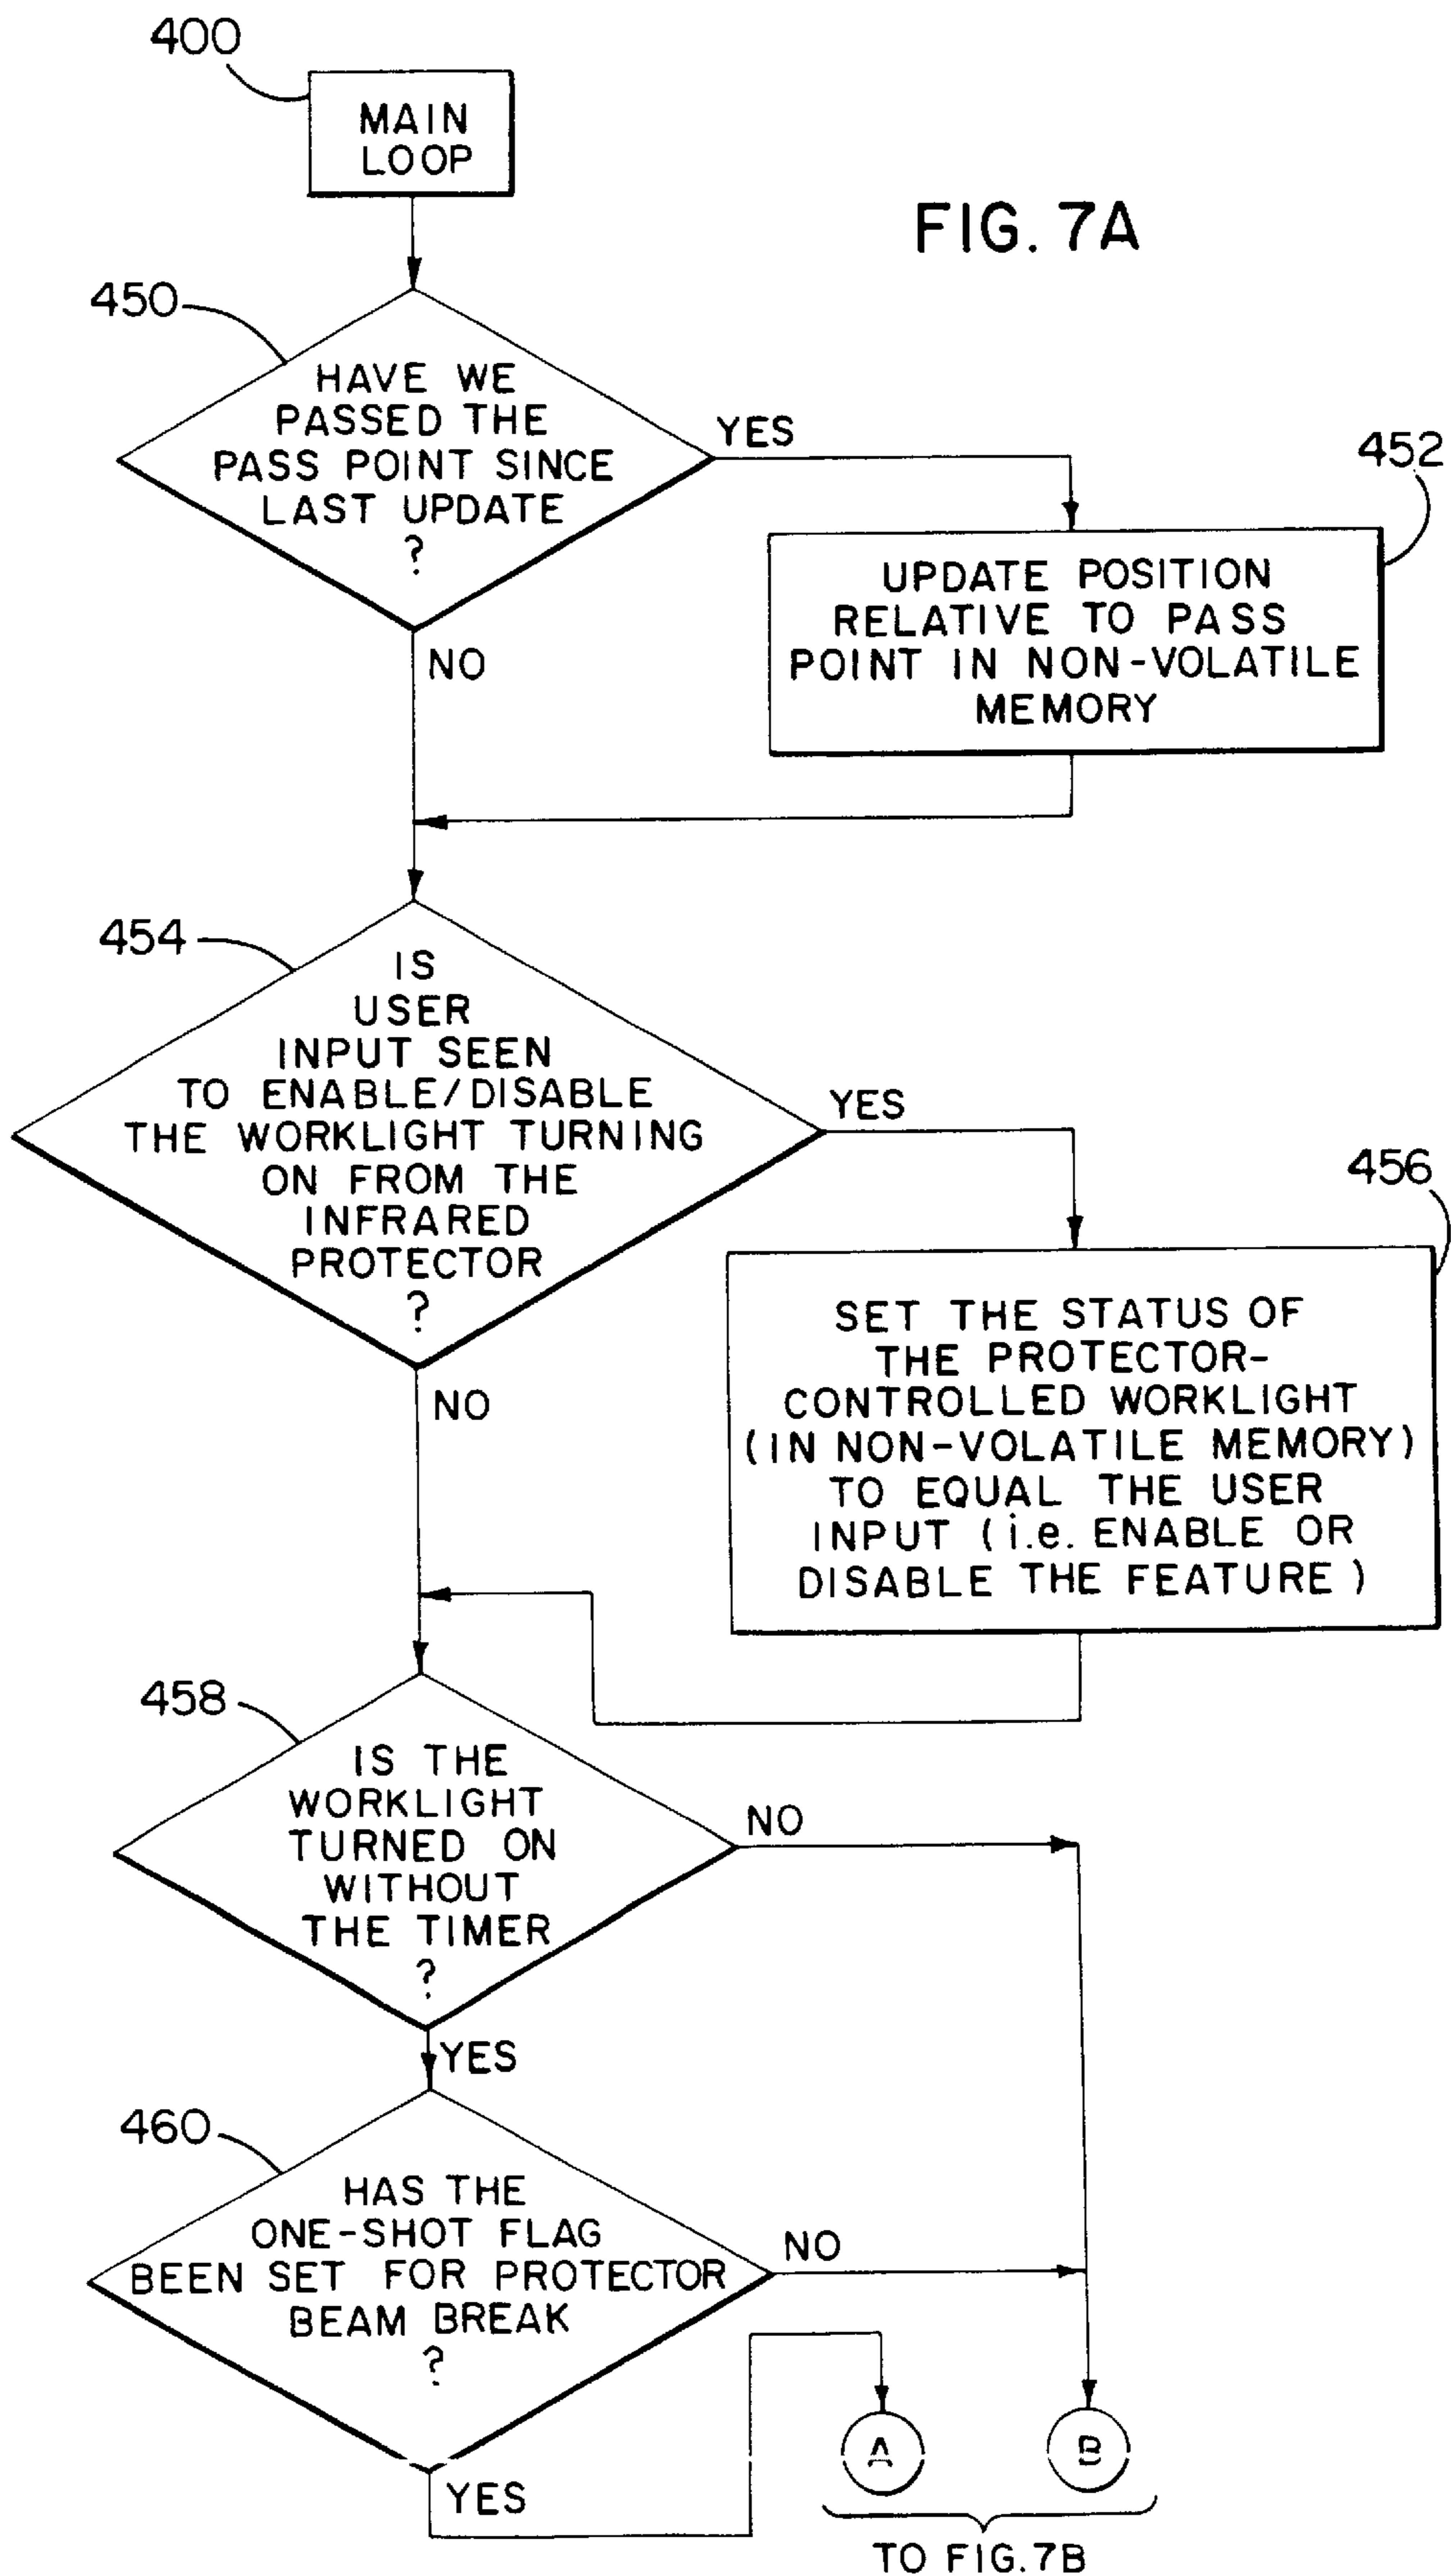 400
MAIN
LOOP
FIG. 7A
450
HAVE WE
PASSED THE
PASS POINT SINCE
LAST UPDATE
?
YES
NO
452
UPDATE POSITION
RELATIVE TO PASS
POINT IN NON-VOLATILE
MEMORY
454
IS
USER
INPUT SEEN
TO ENABLE/DISABLE
THE WORKLIGHT TURNING
ON FROM THE
INFRARED
PROTECTOR
?
YES
NO
456
SET THE STATUS OF
THE PROTECTOR-
CONTROLLED WORKLIGHT
(IN NON-VOLATILE MEMORY)
TO EQUAL THE USER
INPUT (i.e. ENABLE OR
DISABLE THE FEATURE)
458
IS THE
WORKLIGHT
TURNED ON
WITHOUT
THE TIMER
?
NO
YES
460
HAS THE
ONE-SHOT FLAG
BEEN SET FOR PROTECTOR
BEAM BREAK
?
NO
YES
A
B
TO FIG. 7B